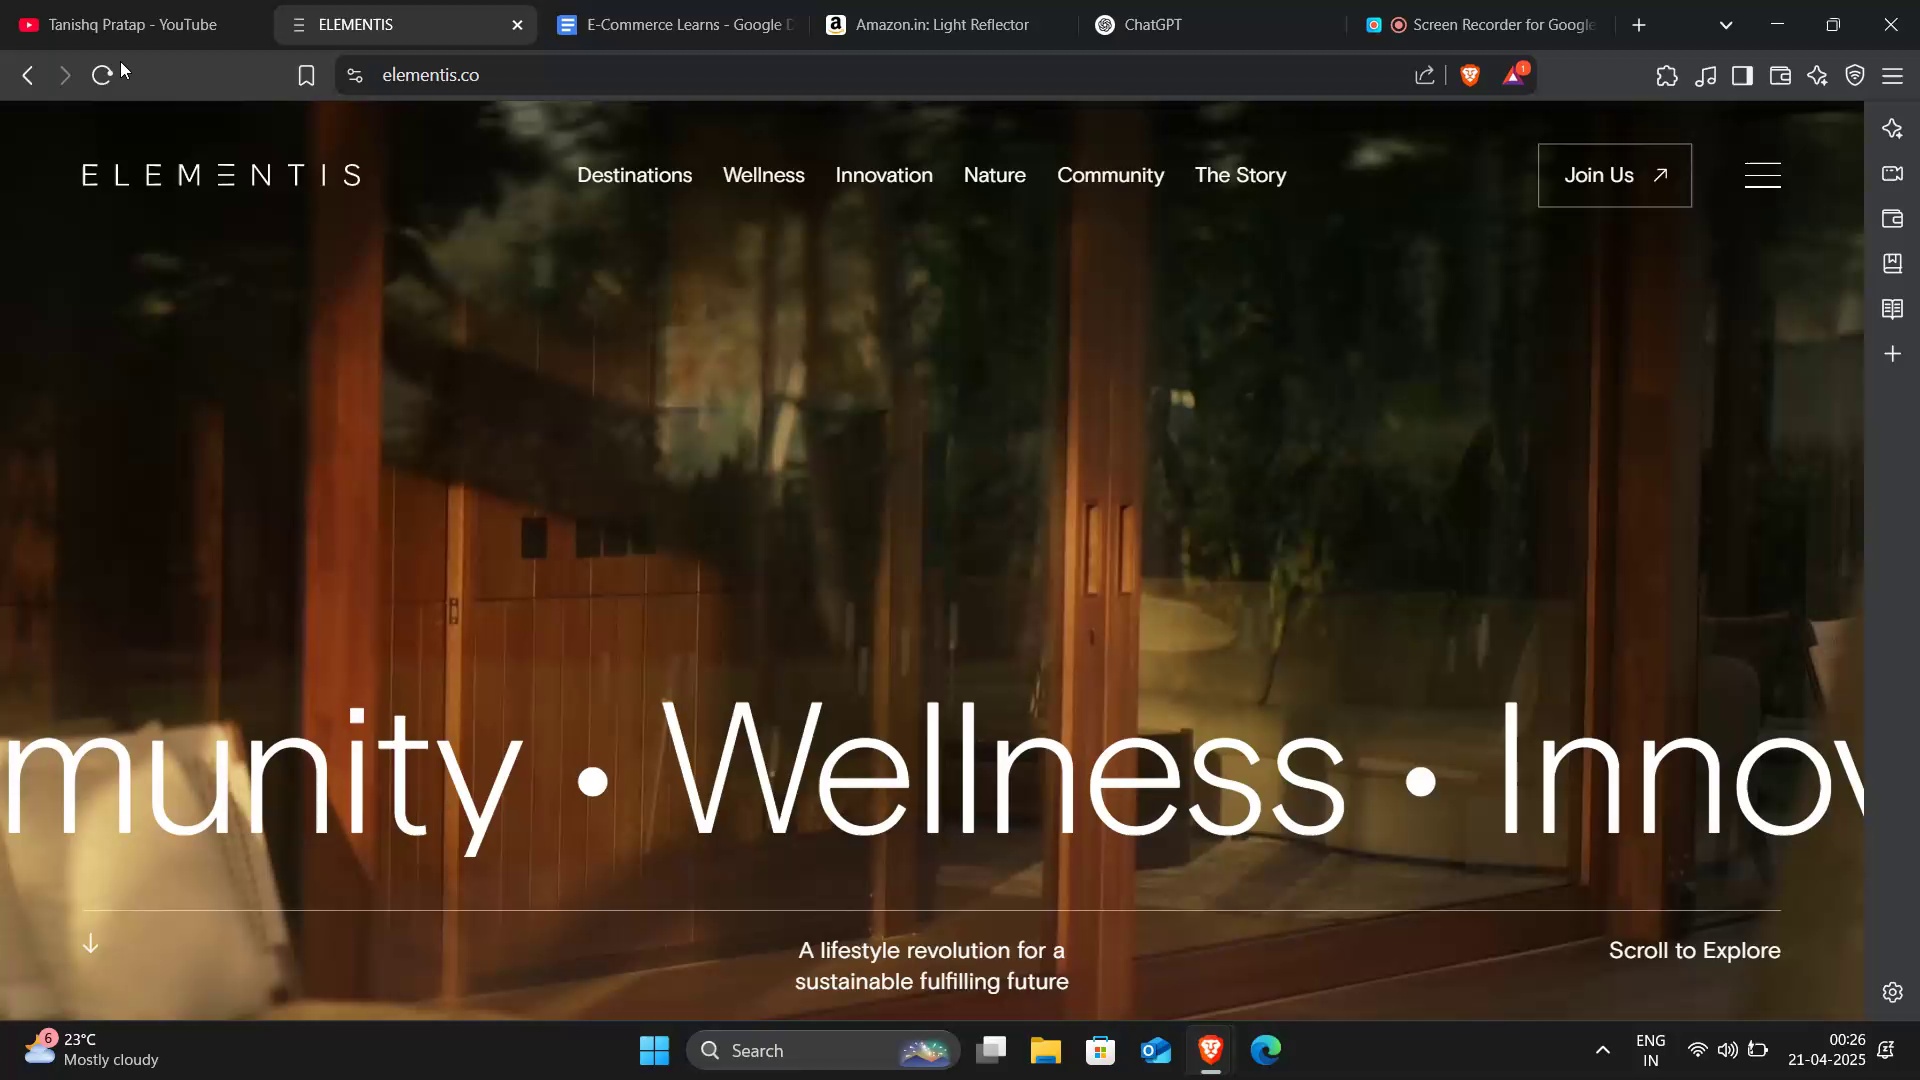 Tanishq Pratap - YouTube
ELEMENTIS
E-Commerce Learns - Google D
Amazon.in: Light Reflector
ChatGPT
Screen Recorder for Google
elementis.co
1
ELEMENTIS
Destinations
Wellness
Innovation
Nature
Community
The Story
Join Us
munity • Wellness • Innov
A lifestyle revolution for a
sustainable fulfilling future
Scroll to Explore
6
23°C
Mostly cloudy
Search
ENG
IN
00:26
21-04-2025